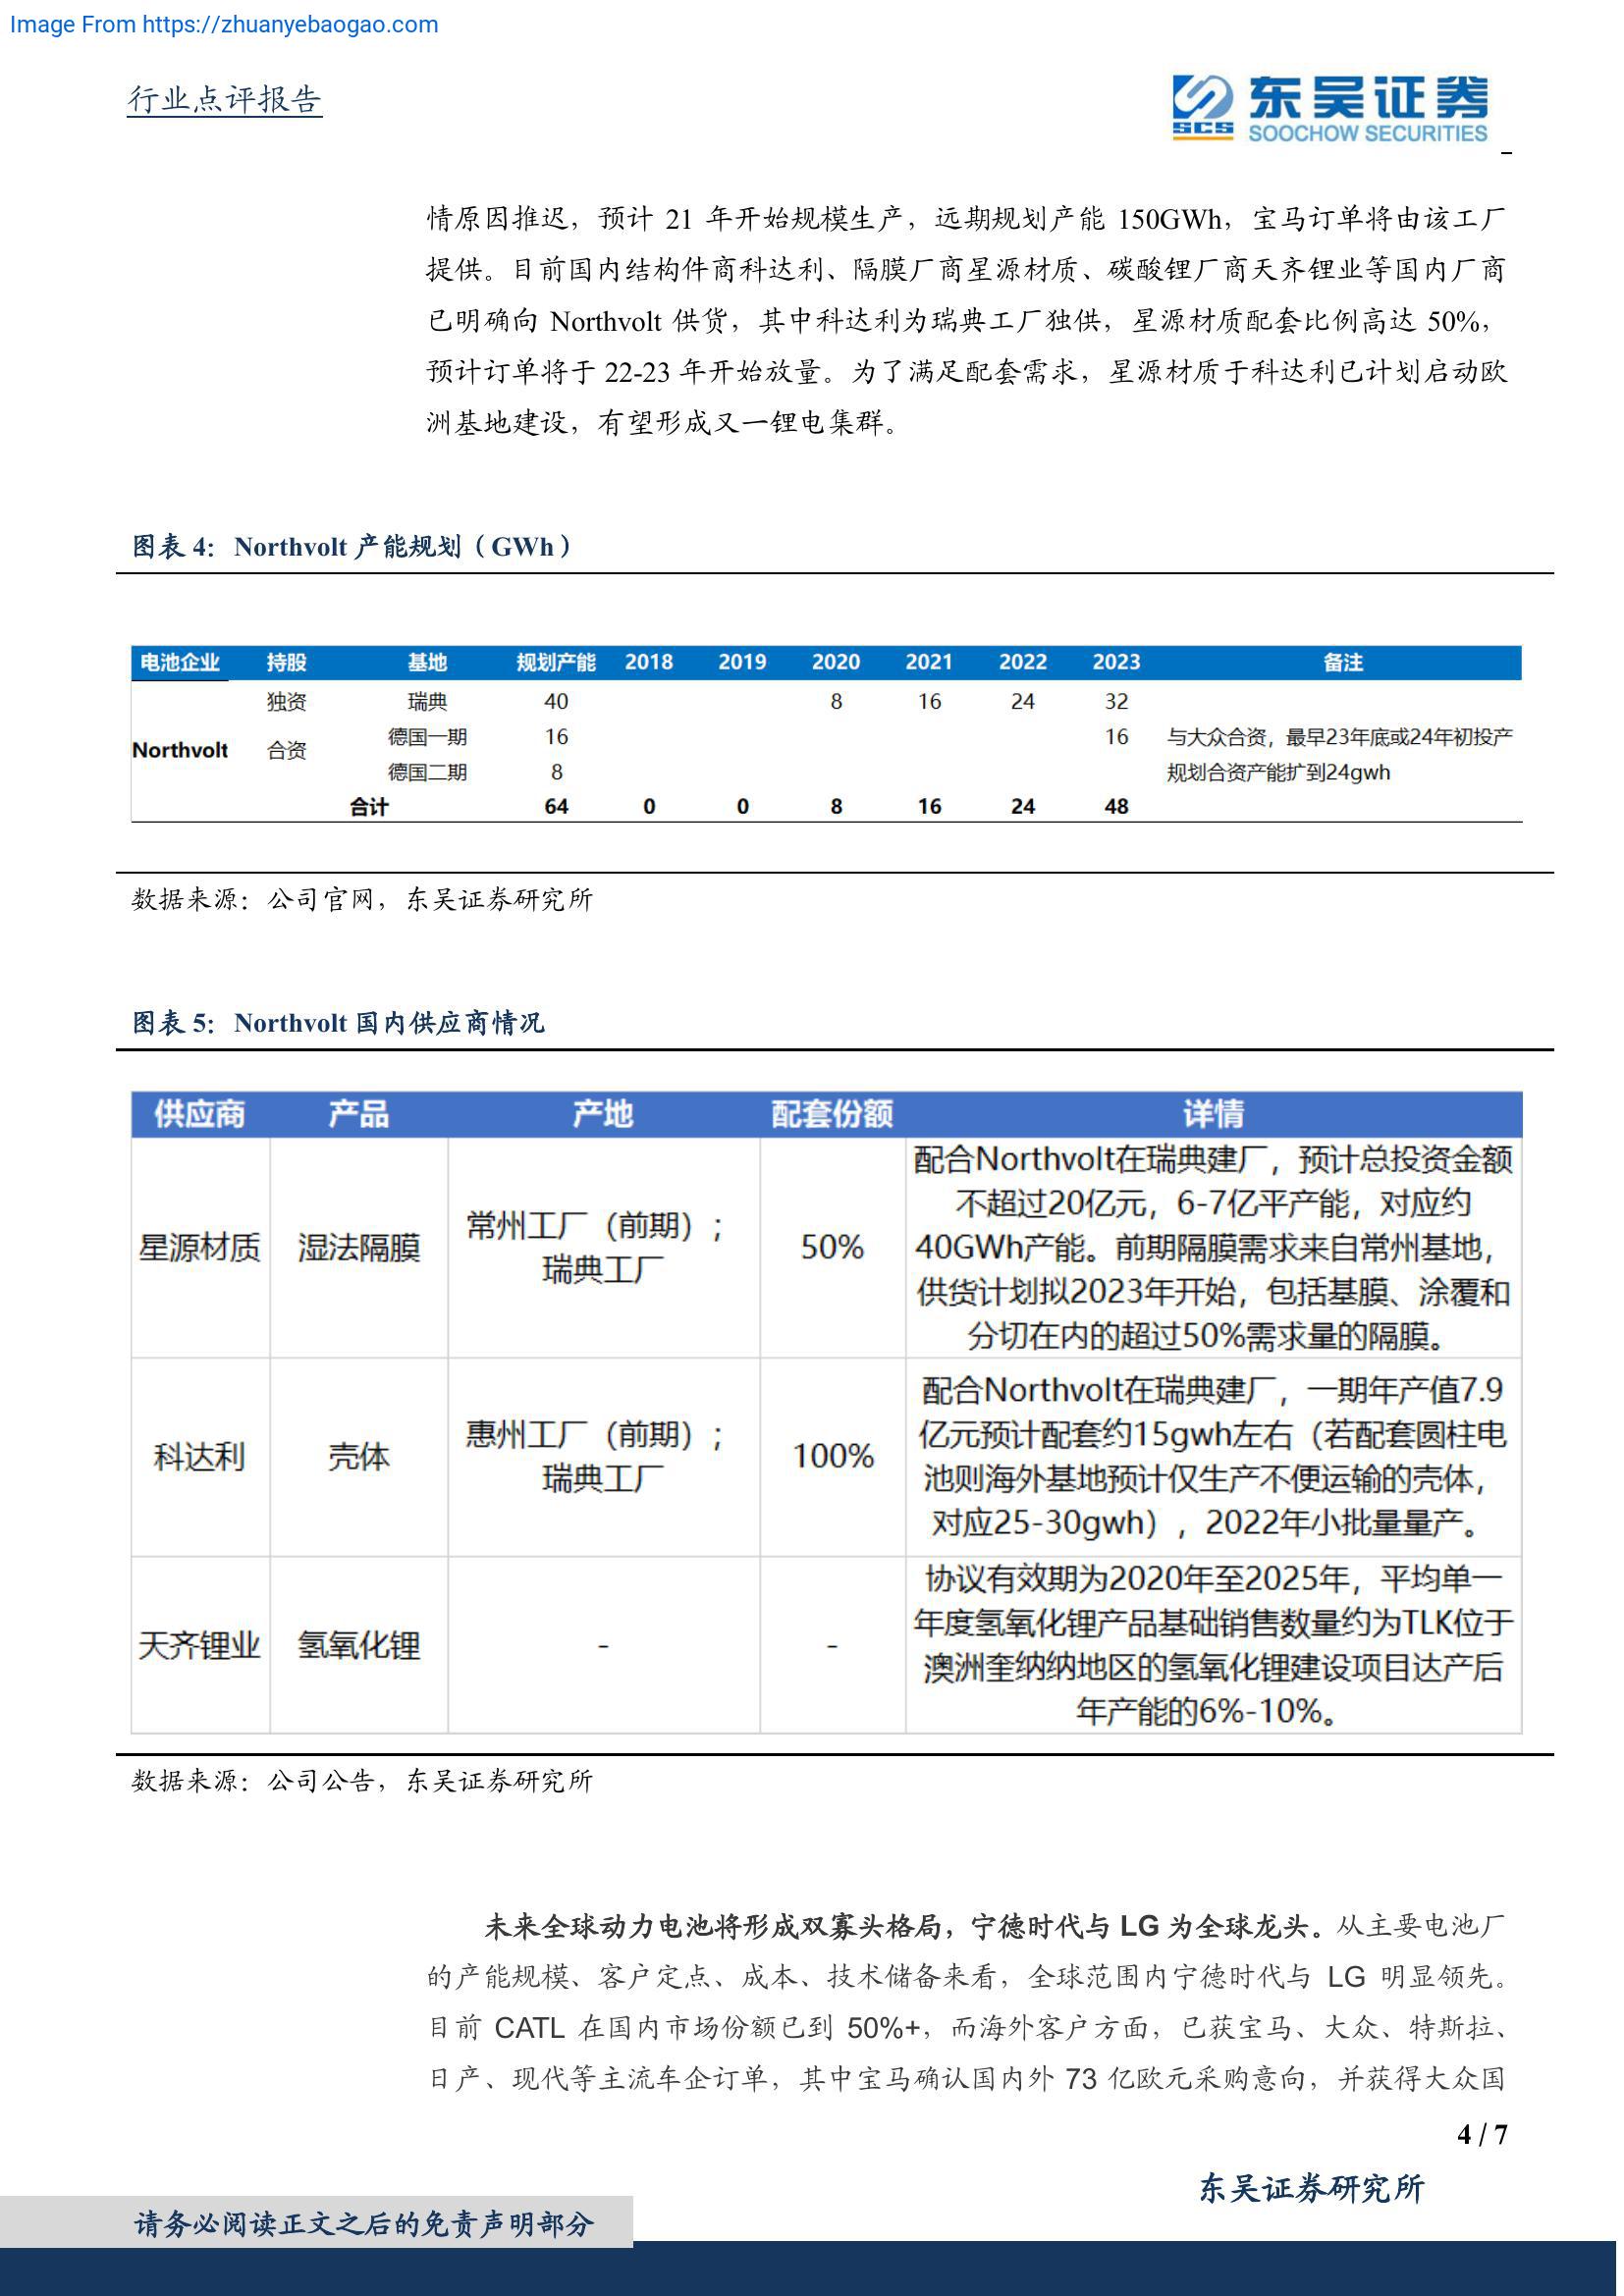 Image From https://zhuanyebaogao.com
行业点评报告
东吴证券
SCS
SOOCHOW SECURITIES
情原因推迟，预计 21 年开始规模生产，远期规划产能 150GWh，宝马订单将由该工厂
提供。目前国内结构件商科达利、隔膜厂商星源材质、碳酸锂厂商天齐锂业等国内厂商
已明确向 Northvolt 供货，其中科达利为瑞典工厂独供，星源材质配套比例高达 50%，
预计订单将于 22-23 年开始放量。为了满足配套需求，星源材质于科达利已计划启动欧
洲基地建设，有望形成又一锂电集群。
图表 4：Northvolt 产能规划（GWh）
电池企业 持股 基地 规划产能 2018 2019 2020 2021 2022 2023 备注
独资 瑞典 40 8 16 24 32
Northvolt 合资 德国一期 16 16 与大众合资，最早23年底或24年初投产
德国二期 8 规划合资产能扩到24gwh
合计 64 0 0 8 16 24 48
数据来源：公司官网，东吴证券研究所
图表 5：Northvolt 国内供应商情况
供应商 产品 产地 配套份额 详情
星源材质 湿法隔膜 常州工厂（前期）；
瑞典工厂
50%
配合Northvolt在瑞典建厂，预计总投资金额
不超过20亿元，6-7亿平产能，对应约
40GWh产能。前期隔膜需求来自常州基地，
供货计划拟2023年开始，包括基膜、涂覆和
分切在内的超过50%需求量的隔膜。
科达利 壳体 惠州工厂（前期）；
瑞典工厂
100%
配合Northvolt在瑞典建厂，一期年产值7.9
亿元预计配套约15gwh左右（若配套圆柱电
池则海外基地预计仅生产不便运输的壳体，
对应25-30gwh），2022年小批量量产。
天齐锂业 氢氧化锂 - -
协议有效期为2020年至2025年，平均单一
年度氢氧化锂产品基础销售数量约为TLK位于
澳洲奎纳纳地区的氢氧化锂建设项目达产后
年产能的6%-10%。
数据来源：公司公告，东吴证券研究所
未来全球动力电池将形成双寡头格局，宁德时代与 LG 为全球龙头。从主要电池厂
的产能规模、客户定点、成本、技术储备来看，全球范围内宁德时代与 LG 明显领先。
目前 CATL 在国内市场份额已到 50%+，而海外客户方面，已获宝马、大众、特斯拉、
日产、现代等主流车企订单，其中宝马确认国内外 73 亿欧元采购意向，并获得大众国
4 / 7
东吴证券研究所
请务必阅读正文之后的免责声明部分